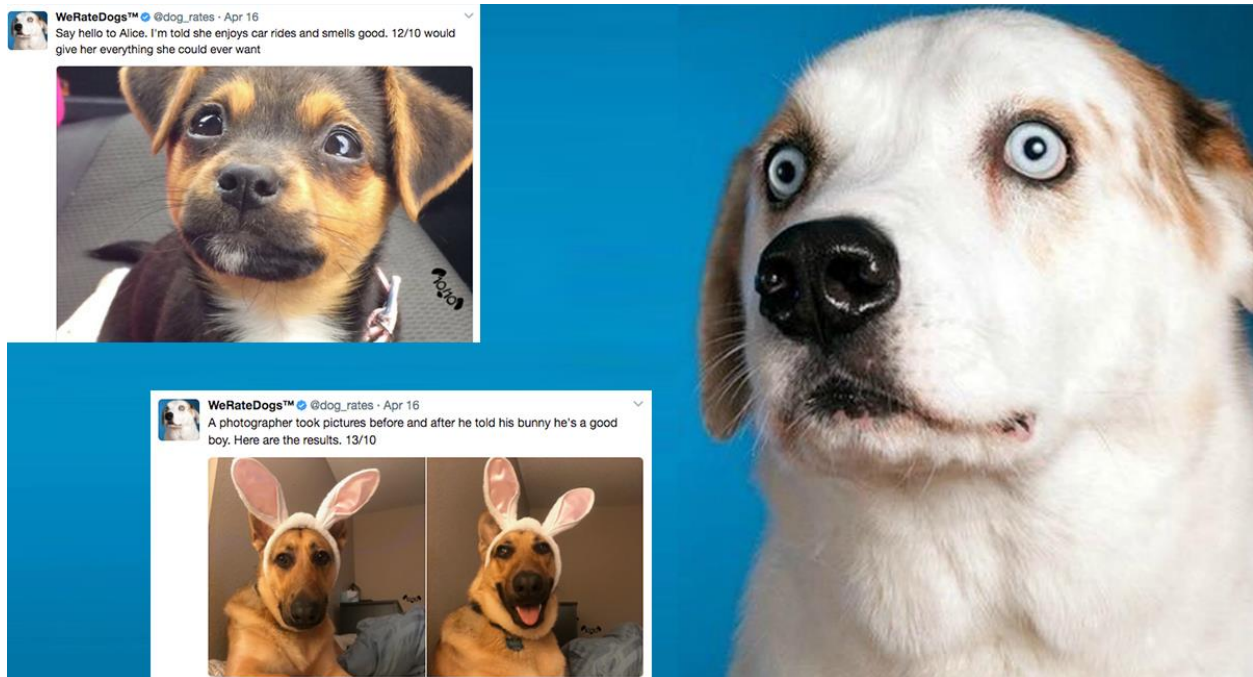 WeRateDogs™ @dog_rates · Apr 16
Say hello to Alice. I'm told she enjoys car rides and smells good. 12/10 would
give her everything she could ever want
10/10
WeRateDogs™ @dog_rates · Apr 16
A photographer took pictures before and after he told his bunny he's a good
boy. Here are the results. 13/10